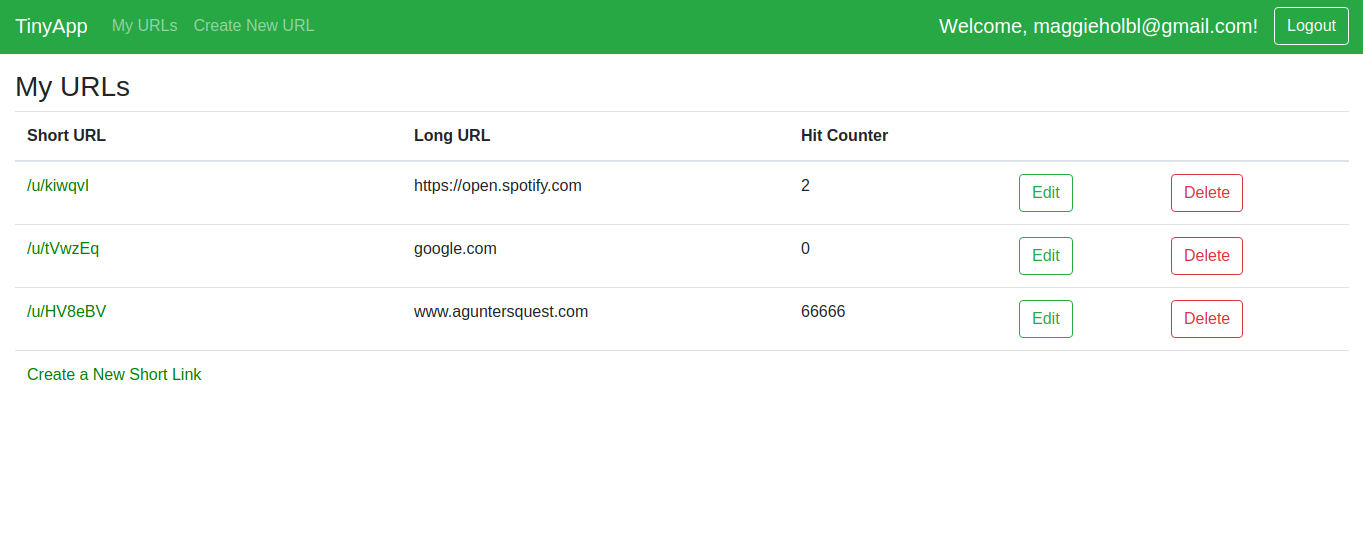 TinyApp My URLs Create New URL Welcome, maggieholbl@gmail.com! Logout
My URLs
Short URL Long URL Hit Counter
/u/kiwqvI https://open.spotify.com 2 Edit Delete
/u/tVwzEq google.com 0 Edit Delete
/u/HV8eBV www.aguntersquest.com 66666 Edit Delete
Create a New Short Link